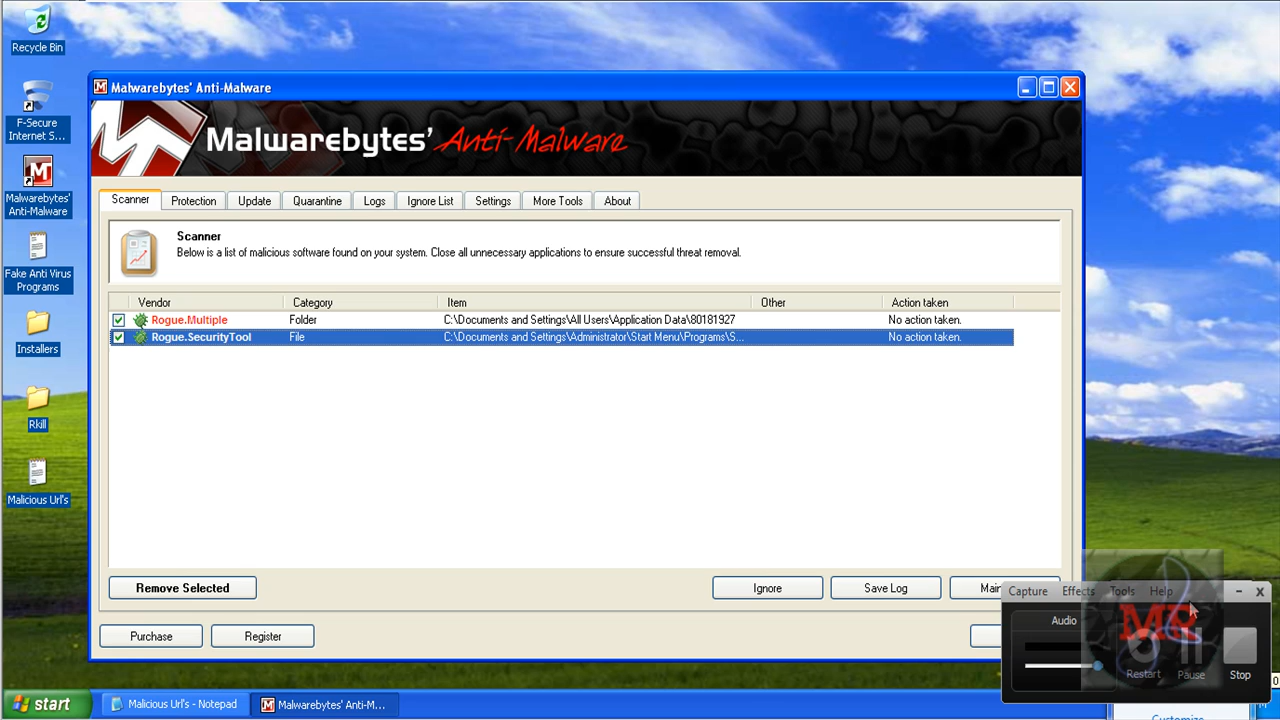 Recycle Bin
F-Secure
Internet S...
Malwarebytes'
Anti-Malware
Fake Anti Virus
Programs
Installers
Rkill
Malicious Url's
Malwarebytes' Anti-Malware
Malwarebytes' Anti-Malware
Scanner Protection Update Quarantine Logs Ignore List Settings More Tools About
Scanner
Below is a list of malicious software found on your system. Close all unnecessary applications to ensure successful threat removal.
Vendor Category Item Other Action taken
Rogue.Multiple Folder C:\Documents and Settings\All Users\Application Data\80181927 No action taken.
Rogue.SecurityTool File C:\Documents and Settings\Administrator\Start Menu\Programs\S... No action taken.
Remove Selected Ignore Save Log
Purchase Register
Capture Effects Tools Help
Audio
MR
Restart Pause Stop
Customize
start Malicious Url's - Notepad Malwarebytes' Anti-M...